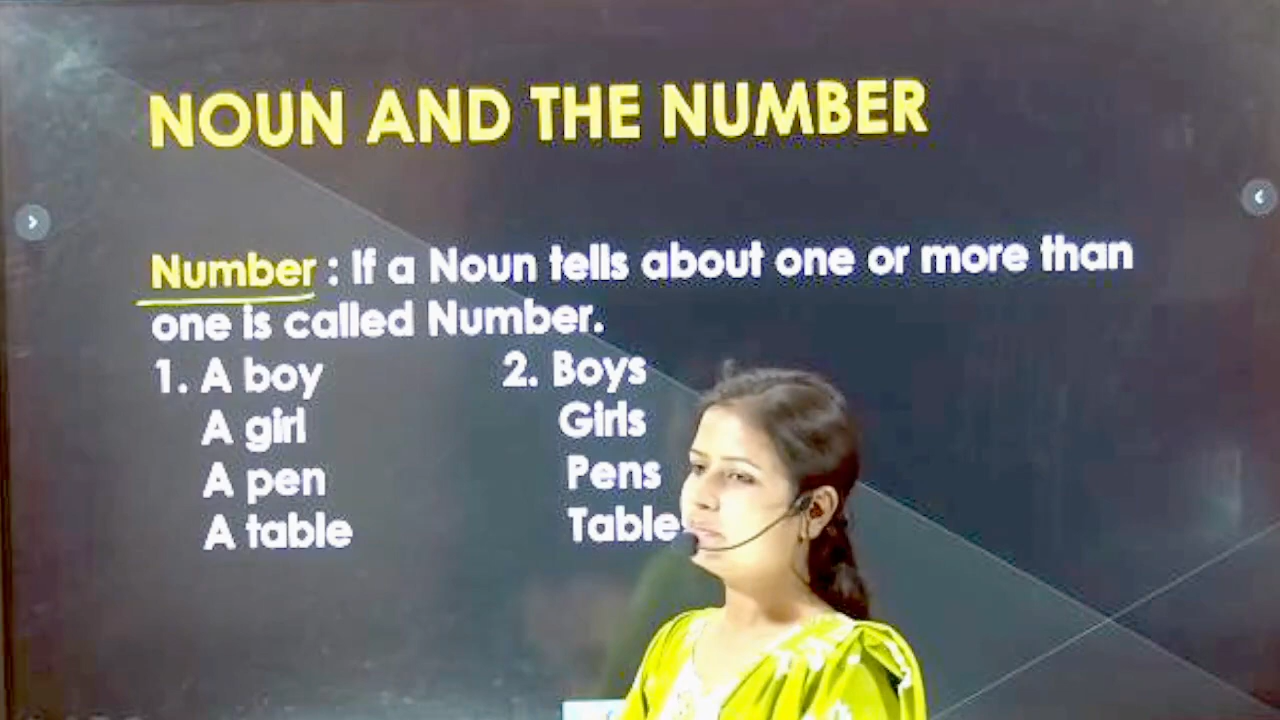 NOUN AND THE NUMBER
Number : If a Noun tells about one or more than
one is called Number.
1. A boy 2. Boys
A girl Girls
A pen Pens
A table Table